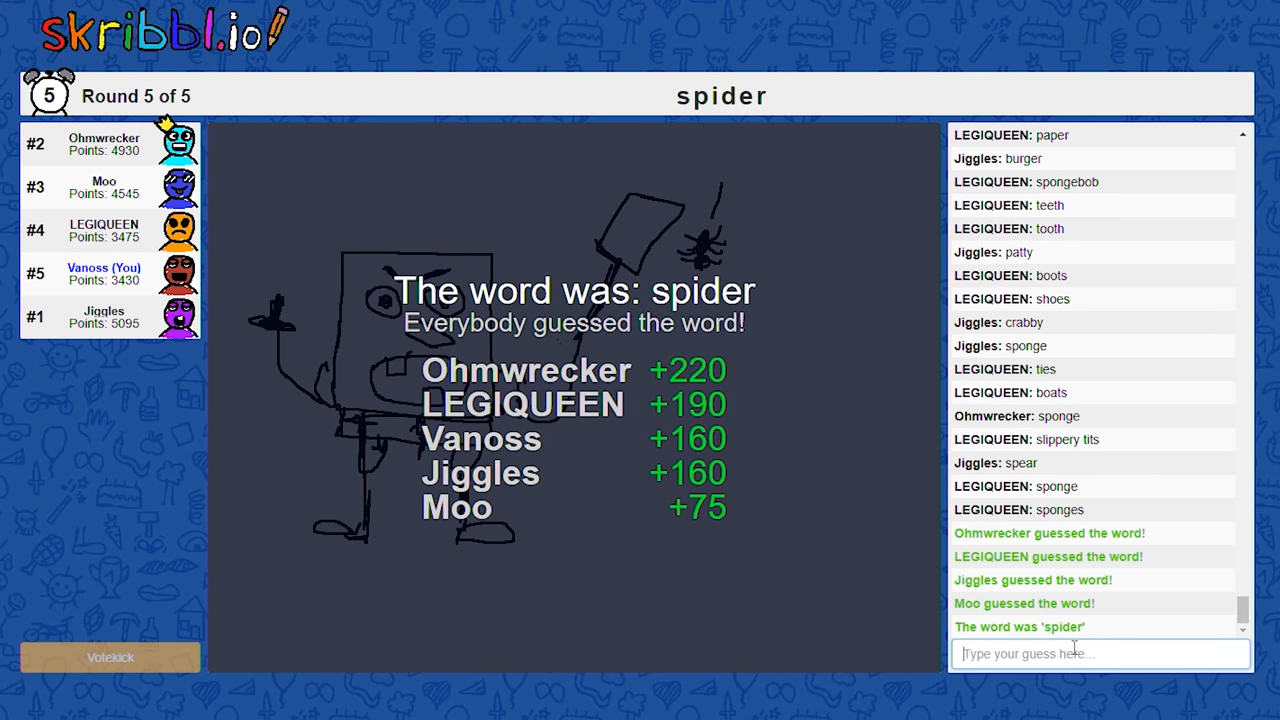 skribbl.io
5
Round 5 of 5
spider
#2
Ohmwrecker
Points: 4930
#3
Moo
Points: 4545
#4
LEGIQUEEN
Points: 3475
#5
Vanoss (You)
Points: 3430
#1
Jiggles
Points: 5095
Votekick
The word was: spider
Everybody guessed the word!
Ohmwrecker +220
LEGIQUEEN +190
Vanoss +160
Jiggles +160
Moo +75
LEGIQUEEN: paper
Jiggles: burger
LEGIQUEEN: spongebob
LEGIQUEEN: teeth
LEGIQUEEN: tooth
Jiggles: patty
LEGIQUEEN: boots
LEGIQUEEN: shoes
Jiggles: crabby
Jiggles: sponge
LEGIQUEEN: ties
LEGIQUEEN: boats
Ohmwrecker: sponge
LEGIQUEEN: slippery tits
Jiggles: spear
LEGIQUEEN: sponge
LEGIQUEEN: sponges
Ohmwrecker guessed the word!
LEGIQUEEN guessed the word!
Jiggles guessed the word!
Moo guessed the word!
The word was 'spider'
Type your guess here...